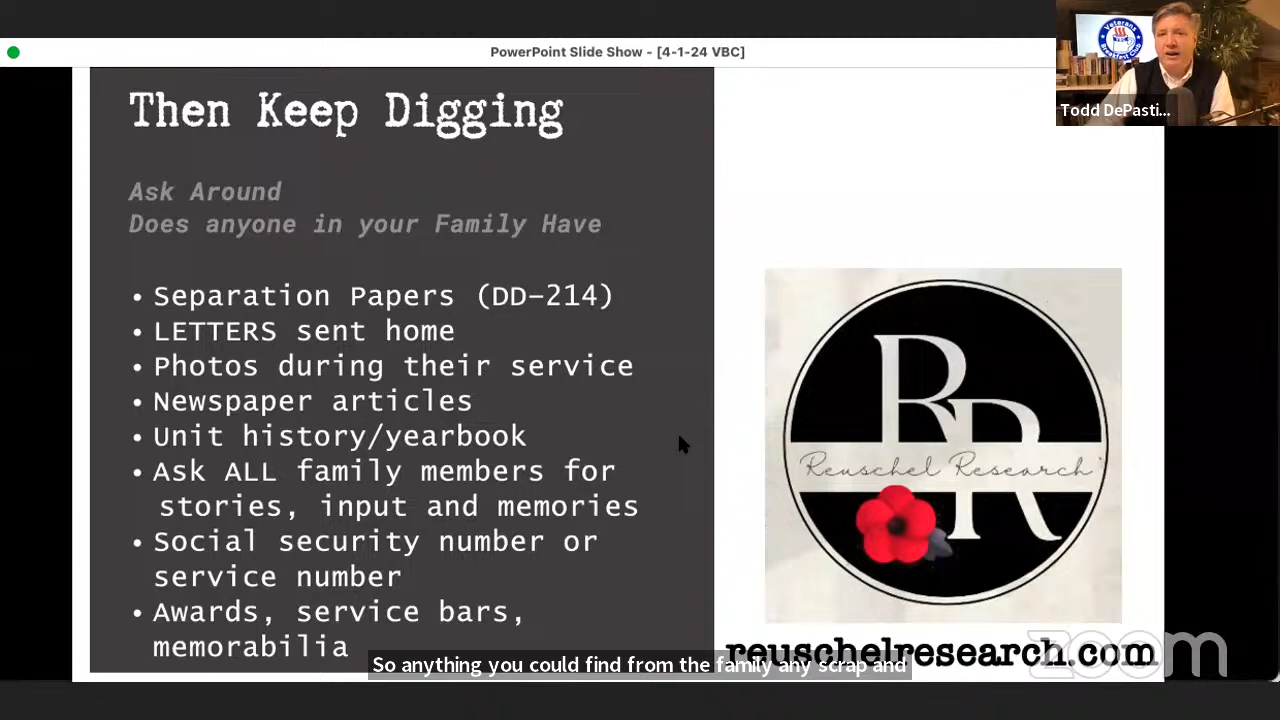 PowerPoint Slide Show - [4-1-24 VBC]
Veterans
Breakfast Club
Todd DePasti...
Then Keep Digging
Ask Around
Does anyone in your Family Have
• Separation Papers (DD-214)
• LETTERS sent home
• Photos during their service
• Newspaper articles
• Unit history/yearbook
• Ask ALL family members for
stories, input and memories
• Social security number or
service number
• Awards, service bars,
memorabilia
RR
Reuschel Research
reuschelresearch.com
zoom
So anything you could find from the family any scrap and